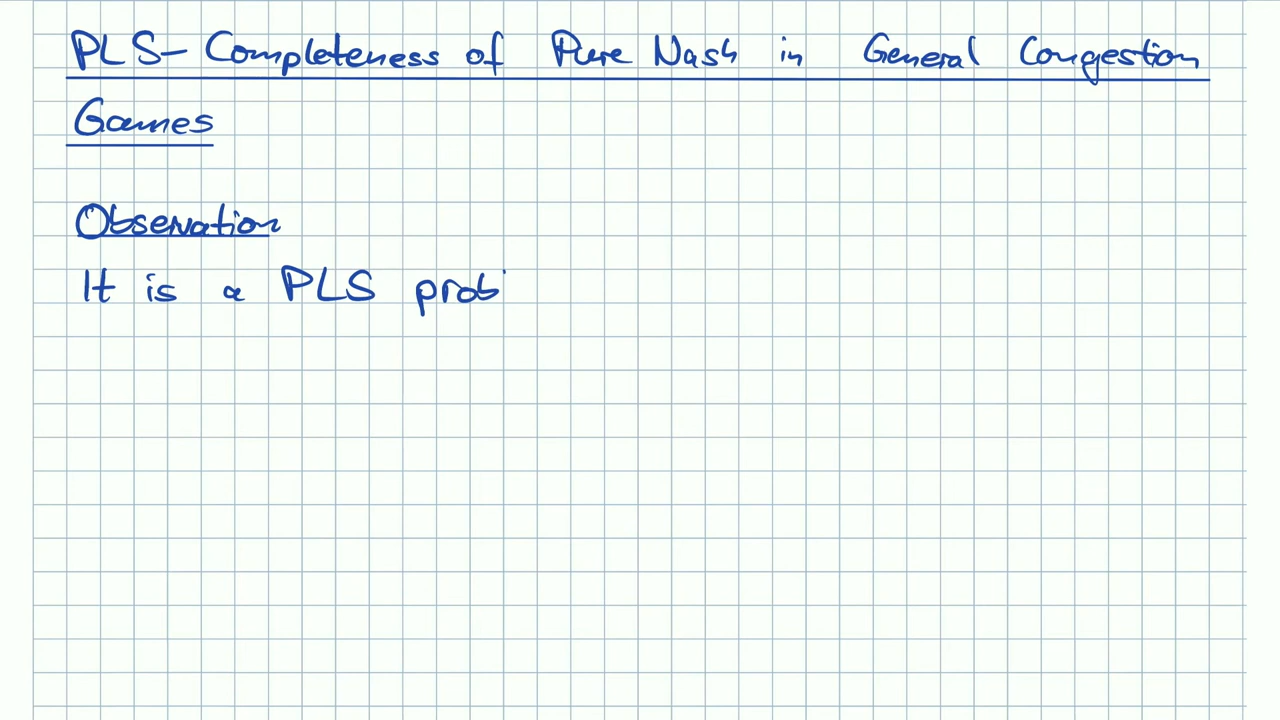 PLS-Completeness of Pure Nash in General Congestion
Games
Observation
It is a PLS prob